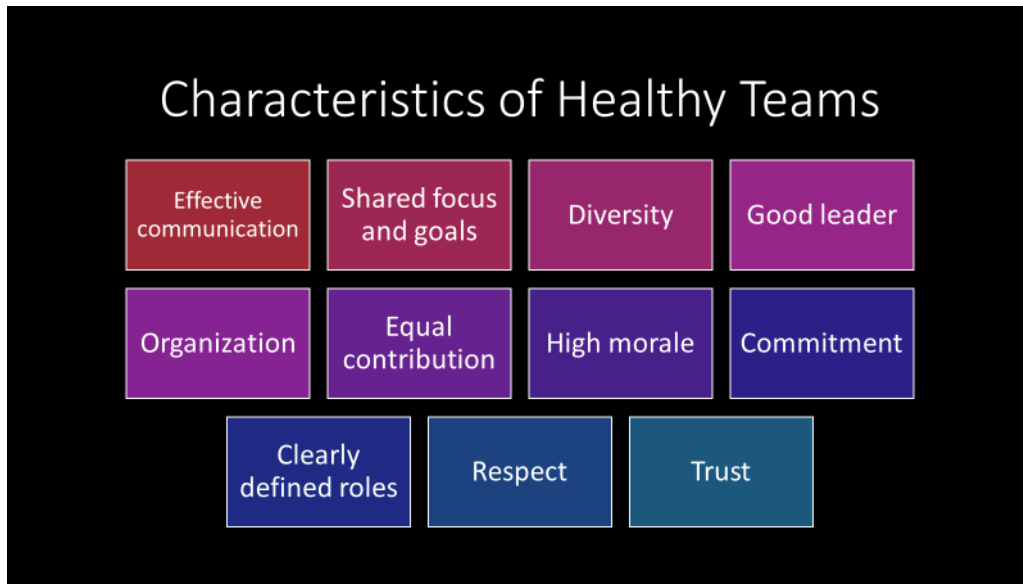 Characteristics of Healthy Teams
Effective
communication
Shared focus
and goals
Diversity
Good leader
Organization
Equal
contribution
High morale
Commitment
Clearly
defined roles
Respect
Trust